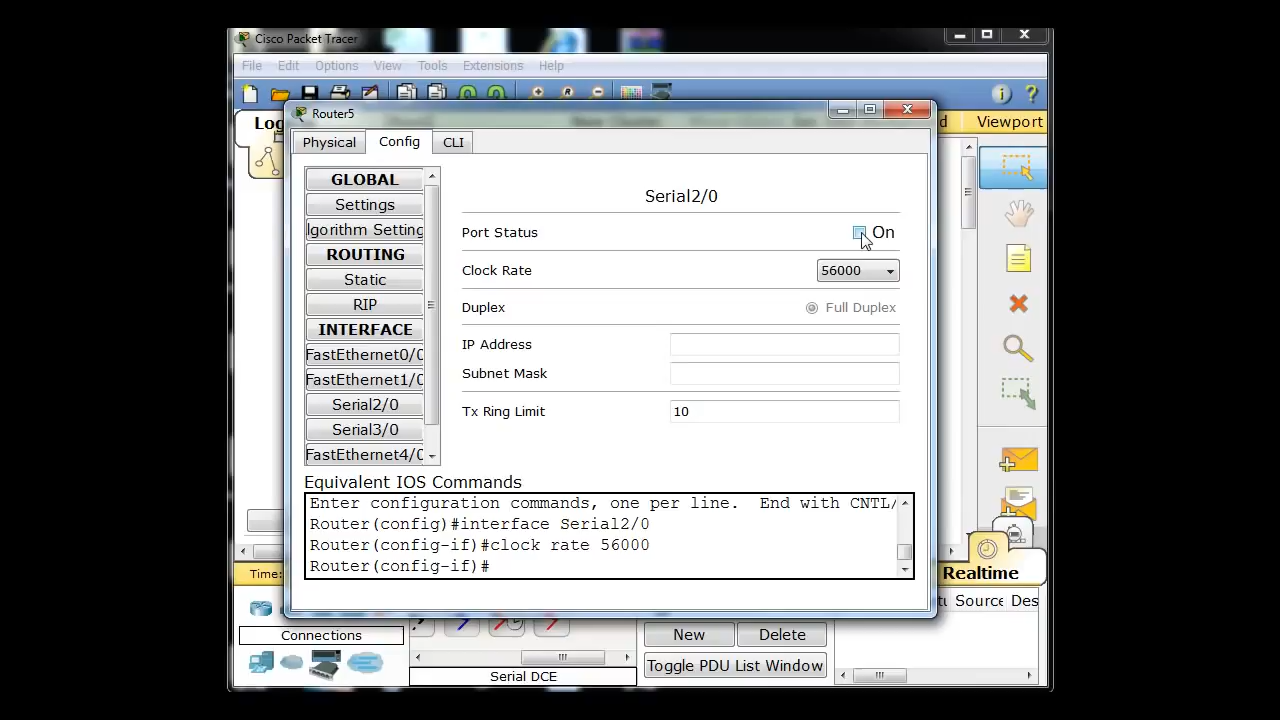 Cisco Packet Tracer
File Edit Options View Tools Extensions Help
Router5
Viewport
Physical Config CLI
GLOBAL
Settings
lgorithm Setting
ROUTING
Static
RIP
INTERFACE
FastEthernet0/0
FastEthernet1/0
Serial2/0
Serial3/0
FastEthernet4/0
Serial2/0
Port Status On
Clock Rate 56000
Duplex Full Duplex
IP Address
Subnet Mask
Tx Ring Limit 10
Equivalent IOS Commands
Enter configuration commands, one per line. End with CNTL/
Router(config)#interface Serial2/0
Router(config-if)#clock rate 56000
Router(config-if)#
Time:
Realtime
Source Des
Connections
New Delete
Toggle PDU List Window
Serial DCE